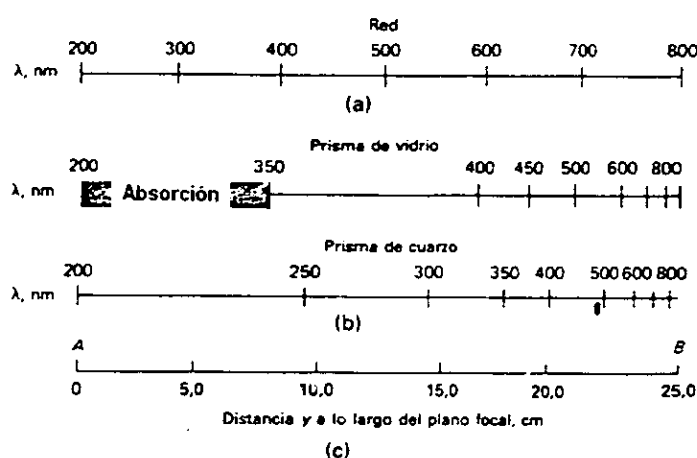 Red
200 300 400 500 600 700 800
λ, nm
(a)
Prisma de vidrio
200 350 400 450 500 600 800
λ, nm Absorción
Prisma de cuarzo
200 250 300 350 400 500 600 800
λ, nm
(b)
A B
0 5,0 10,0 15,0 20,0 25,0
Distancia y a lo largo del plano focal, cm
(c)